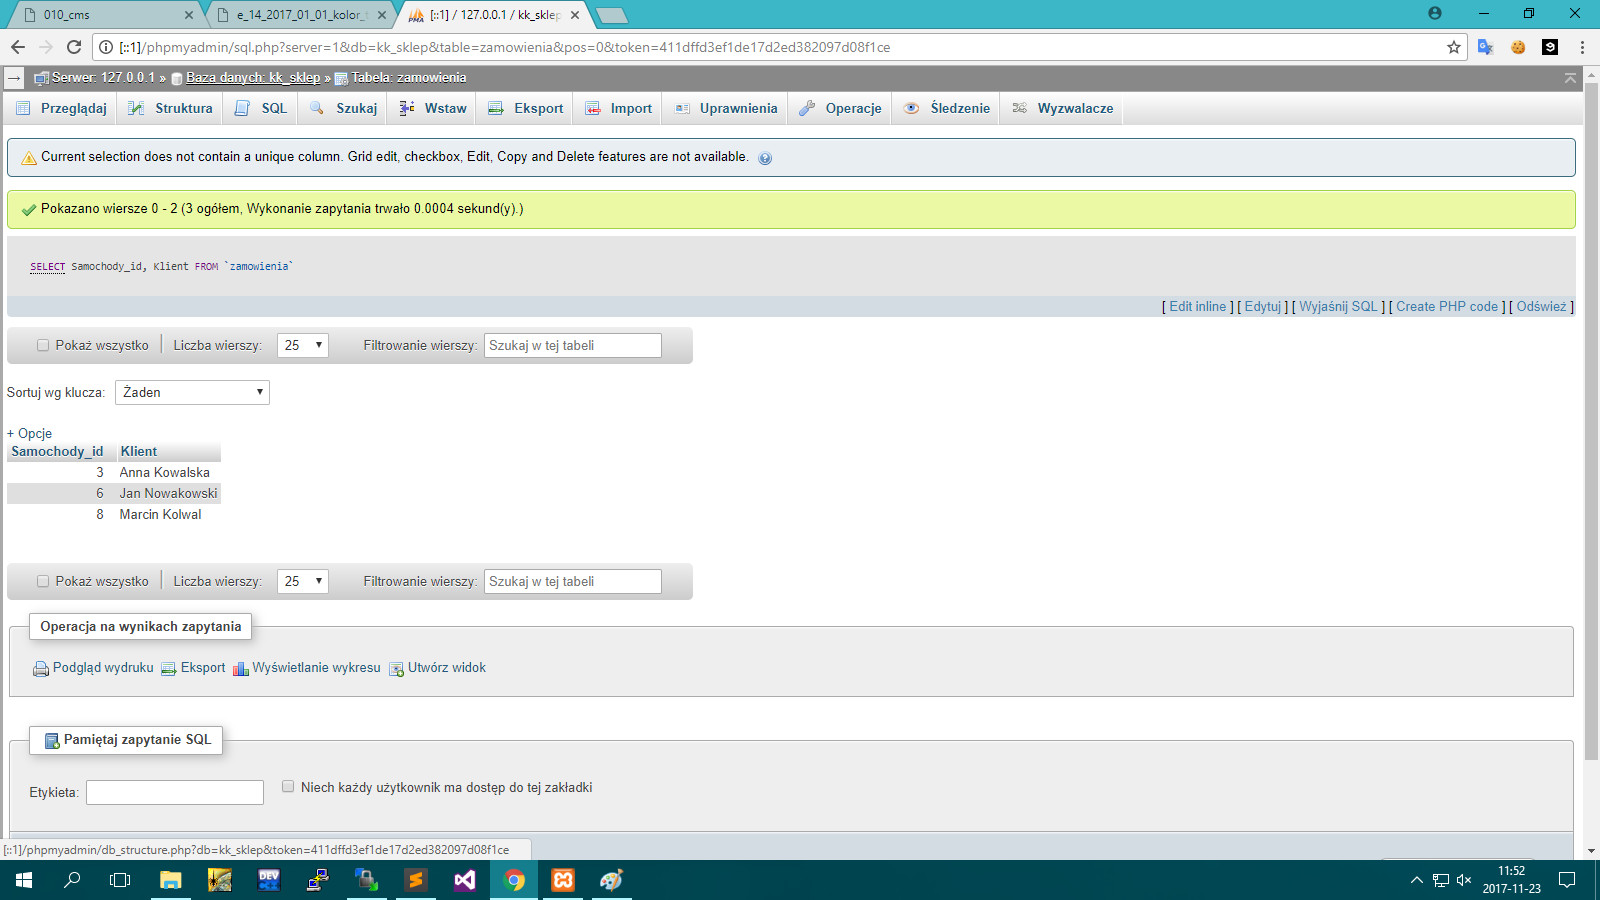 010_cms
e_14_2017_01_01_kolor_
[::1] / 127.0.0.1 / kk_sklep
[::1]/phpmyadmin/sql.php?server=1&db=kk_sklep&table=zamowienia&pos=0&token=411dffd3ef1de17d2ed382097d08f1ce
Serwer: 127.0.0.1 » Baza danych: kk_sklep » Tabela: zamowienia
Przeglądaj Struktura SQL Szukaj Wstaw Eksport Import Uprawnienia Operacje Śledzenie Wyzwalacze
Current selection does not contain a unique column. Grid edit, checkbox, Edit, Copy and Delete features are not available.
Pokazano wiersze 0 - 2 (3 ogółem, Wykonanie zapytania trwało 0.0004 sekund(y).)
SELECT Samochody_id, Klient FROM `zamowienia`
[ Edit inline ] [ Edytuj ] [ Wyjaśnij SQL ] [ Create PHP code ] [ Odśwież ]
Pokaż wszystko Liczba wierszy: 25 Filtrowanie wierszy: Szukaj w tej tabeli
Sortuj wg klucza: Żaden
+ Opcje
Samochody_id Klient
3 Anna Kowalska
6 Jan Nowakowski
8 Marcin Kolwal
Pokaż wszystko Liczba wierszy: 25 Filtrowanie wierszy: Szukaj w tej tabeli
Operacja na wynikach zapytania
Podgląd wydruku Eksport Wyświetlanie wykresu Utwórz widok
Pamiętaj zapytanie SQL
Etykieta: Niech każdy użytkownik ma dostęp do tej zakładki
[::1]/phpmyadmin/db_structure.php?db=kk_sklep&token=411dffd3ef1de17d2ed382097d08f1ce
DEV
11:52
2017-11-23